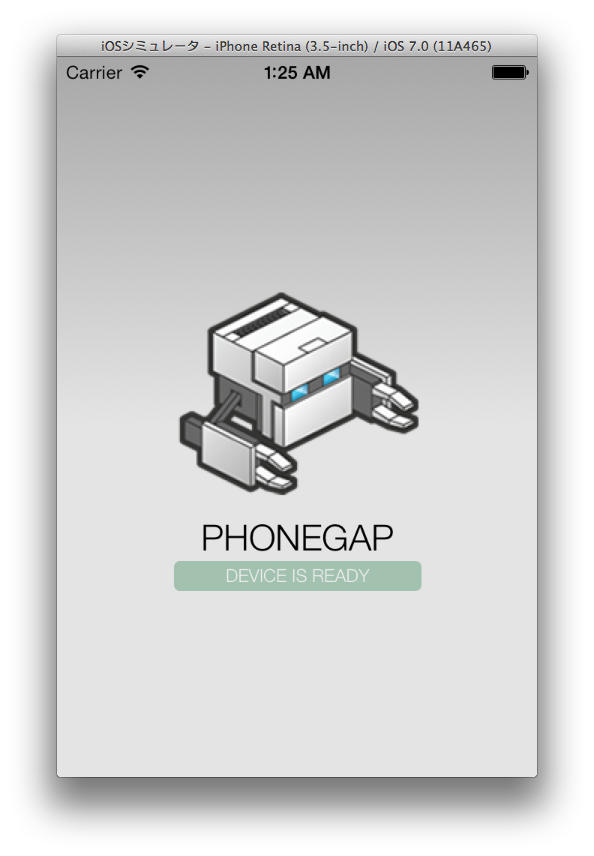 iOSシミュレータ - iPhone Retina (3.5-inch) / iOS 7.0 (11A465)
Carrier 1:25 AM
PHONEGAP
DEVICE IS READY